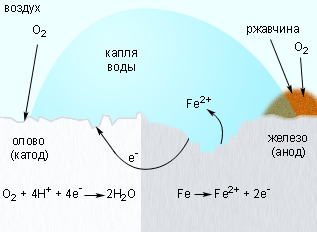 воздух
O₂
ржавчина
O₂
капля
воды
Fe²⁺
олово
(катод)
e⁻
железо
(анод)
O₂ + 4H⁺ + 4e⁻ → 2H₂O
Fe → Fe²⁺ + 2e⁻